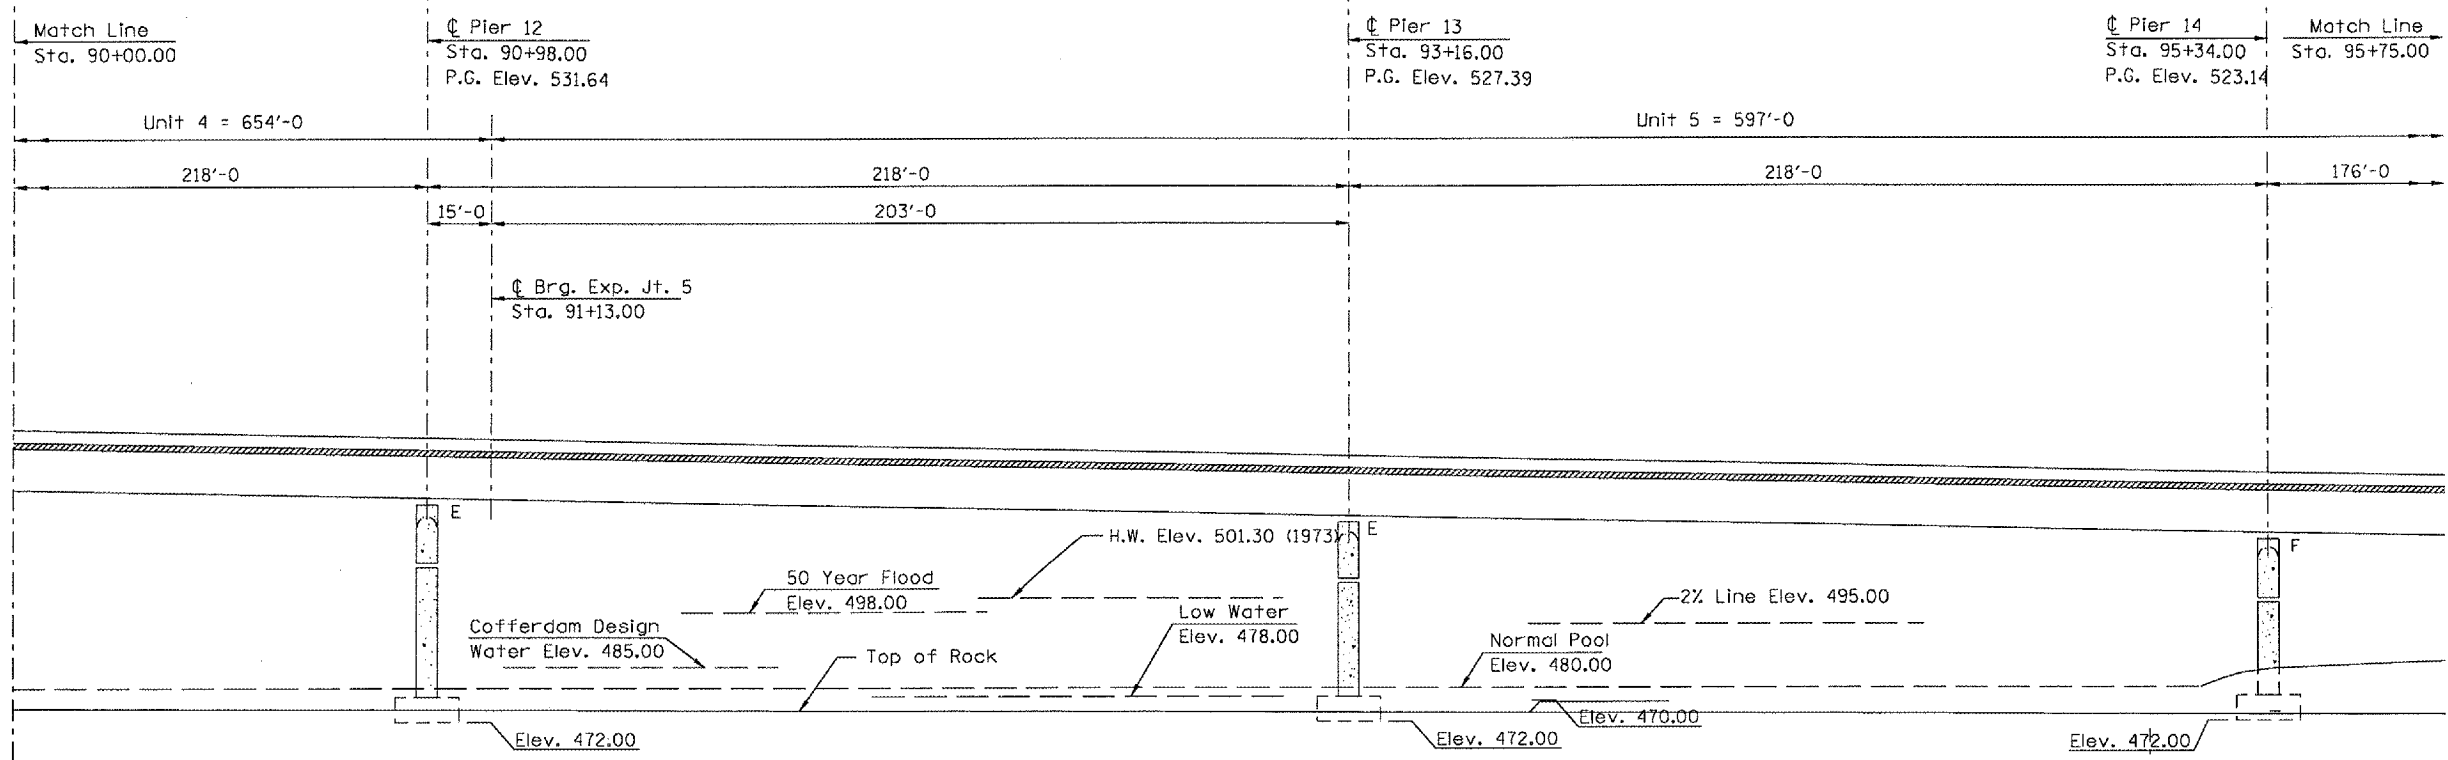 Match Line
Sta. 90+00.00
℄ Pier 12
Sta. 90+98.00
P.G. Elev. 531.64
℄ Pier 13
Sta. 93+16.00
P.G. Elev. 527.39
℄ Pier 14
Sta. 95+34.00
P.G. Elev. 523.14
Match Line
Sta. 95+75.00
Unit 4 = 654'-0
Unit 5 = 597'-0
218'-0
218'-0
218'-0
176'-0
15'-0
203'-0
℄ Brg. Exp. Jt. 5
Sta. 91+13.00
E
E
F
H.W. Elev. 501.30 (1973)
50 Year Flood
Elev. 498.00
2% Line Elev. 495.00
Low Water
Elev. 478.00
Cofferdam Design
Water Elev. 485.00
Top of Rock
Normal Pool
Elev. 480.00
Elev. 470.00
Elev. 472.00
Elev. 472.00
Elev. 472.00